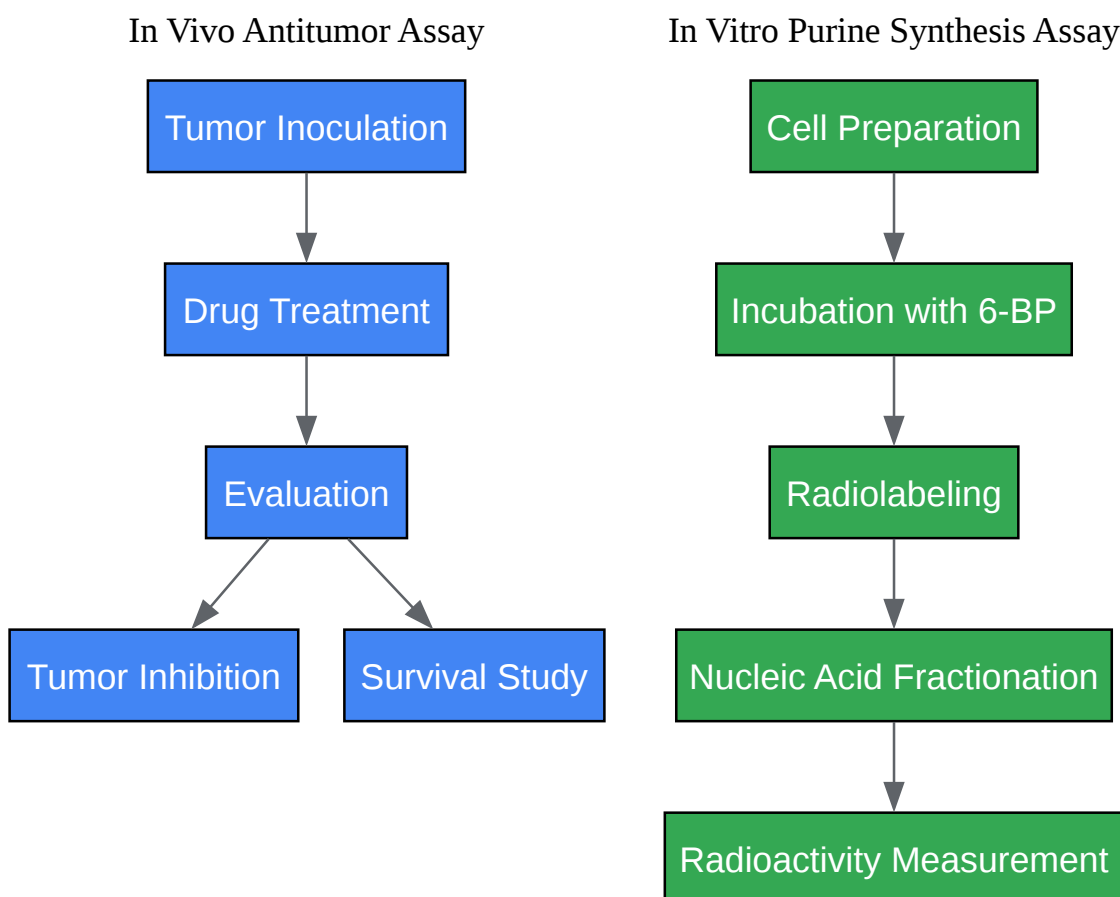 In Vivo Antitumor Assay
Tumor Inoculation
Drug Treatment
Evaluation
Tumor Inhibition
Survival Study
In Vitro Purine Synthesis Assay
Cell Preparation
Incubation with 6-BP
Radiolabeling
Nucleic Acid Fractionation
Radioactivity Measurement